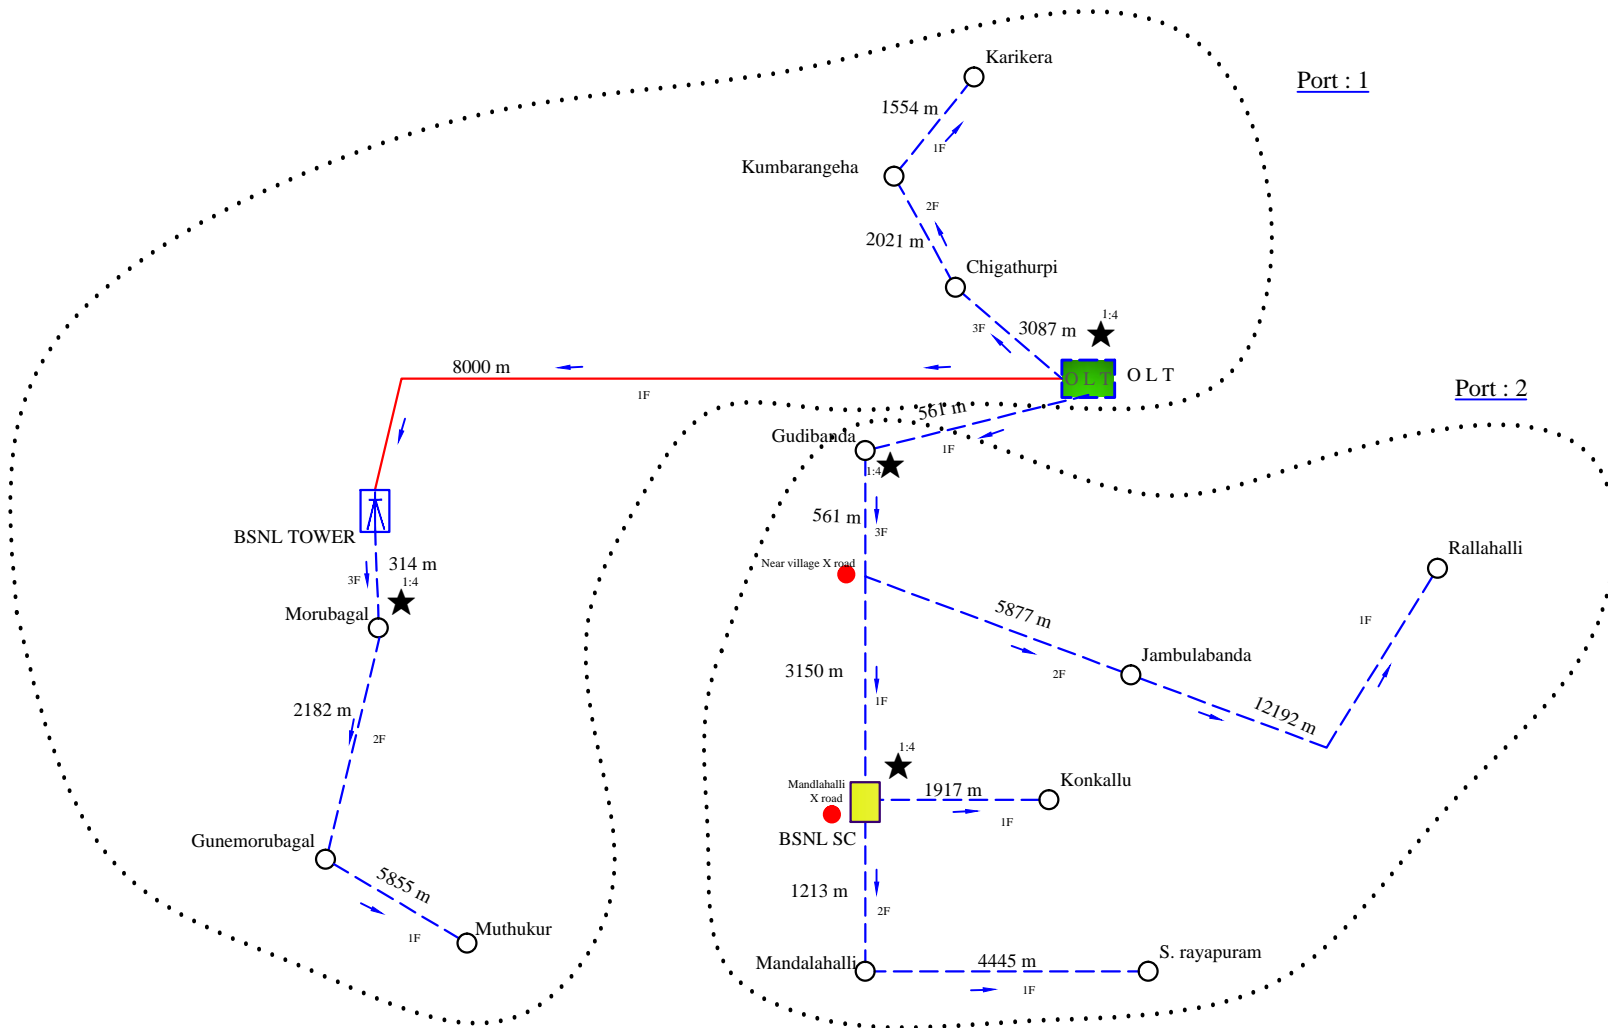 Karikera
Port : 1
1554 m
1F
Kumbarangeha
2F
2021 m
Chigathurpi
3F
3087 m
1:4
8000 m
1F
O L T
O L T
Port : 2
561 m
Gudibanda
1F
1:4
BSNL TOWER
561 m
3F
314 m
3F
1:4
Near village X road
Rallahalli
Morubagal
5877 m
1F
3150 m
Jambulabanda
2F
1F
2182 m
2F
12192 m
1:4
Mandlahalli
X road
1917 m
Konkallu
1F
BSNL SC
Gunemorubagal
5855 m
1F
1213 m
2F
Muthukur
Mandalahalli
4445 m
1F
S. rayapuram